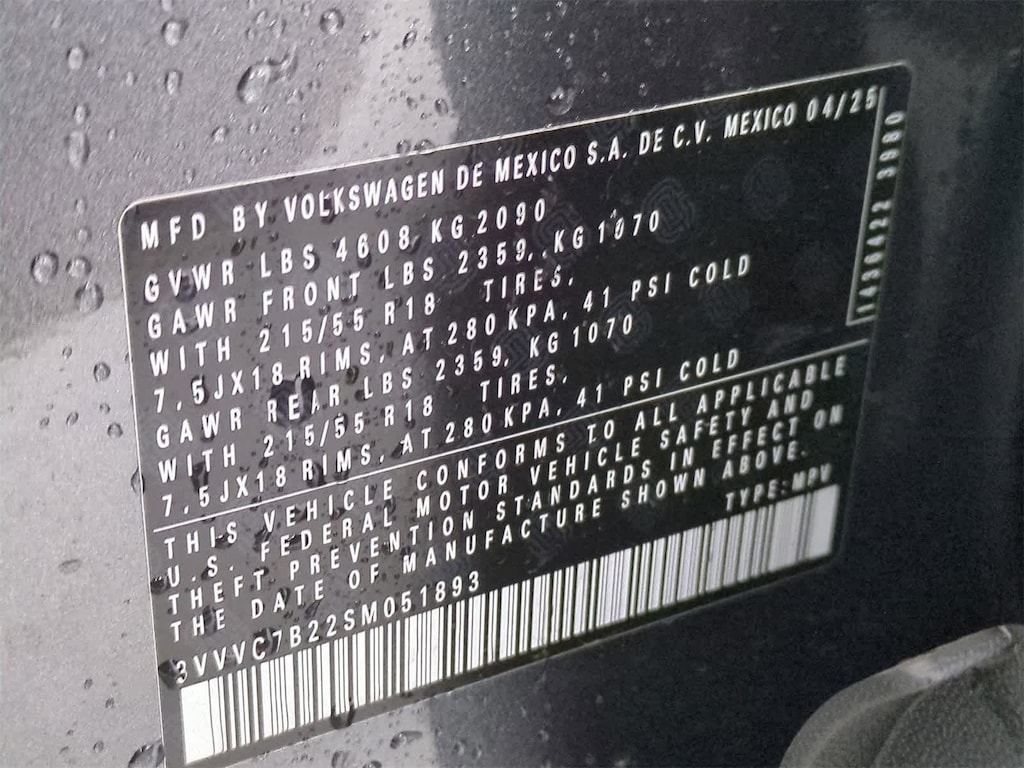 MFD BY VOLKSWAGEN DE MEXICO S.A. DE C.V. MEXICO 04/25
GVWR LBS 4608 KG 2090
GAWR FRONT LBS 2359, KG 1070
WITH 215/55 R18 TIRES,
7,5JX18 RIMS, AT 280 KPA, 41 PSI COLD
GAWR REAR LBS 2359, KG 1070
WITH 215/55 R18 TIRES,
7,5JX18 RIMS, AT 280 KPA, 41 PSI COLD
THIS VEHICLE CONFORMS TO ALL APPLICABLE
U.S. FEDERAL MOTOR VEHICLE SAFETY AND
THEFT PREVENTION STANDARDS IN EFFECT ON
THE DATE OF MANUFACTURE SHOWN ABOVE.
3VVVC7B22SM051893 TYPE:MPV